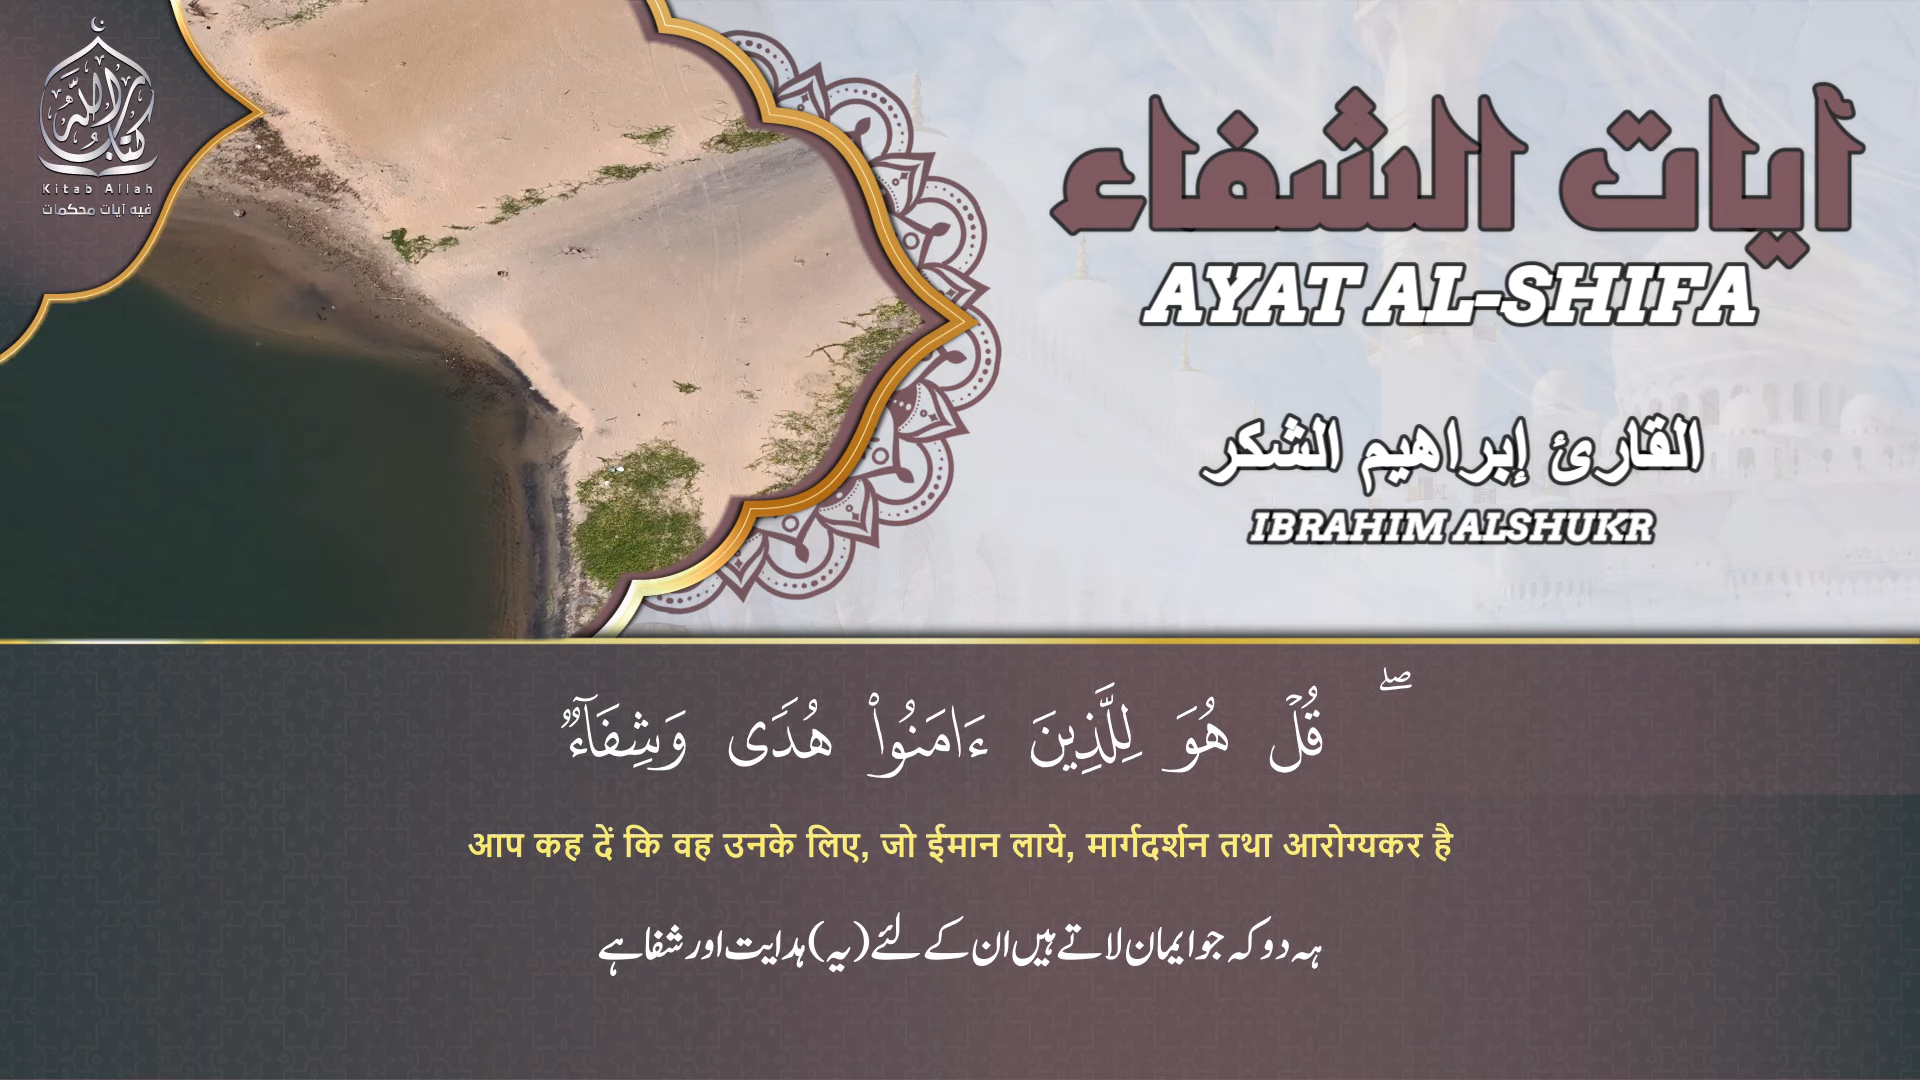 كتاب الله
Kitab Allah
فيه آيات محكمات
آيات الشفاء
AYAT AL-SHIFA
القارئ إبراهيم الشكر
IBRAHIM ALSHUKR
ۖ قُلۡ هُوَ لِلَّذِينَ ءَامَنُواْ هُدٗى وَشِفَآءٞۚ
आप कह दें कि वह उनके लिए, जो ईमान लाये, मार्गदर्शन तथा आरोग्यकर है
ہہ دو کہ جو ایمان لاتے ہیں ان کے لئے (یہ) ہدایت اور شفا ہے